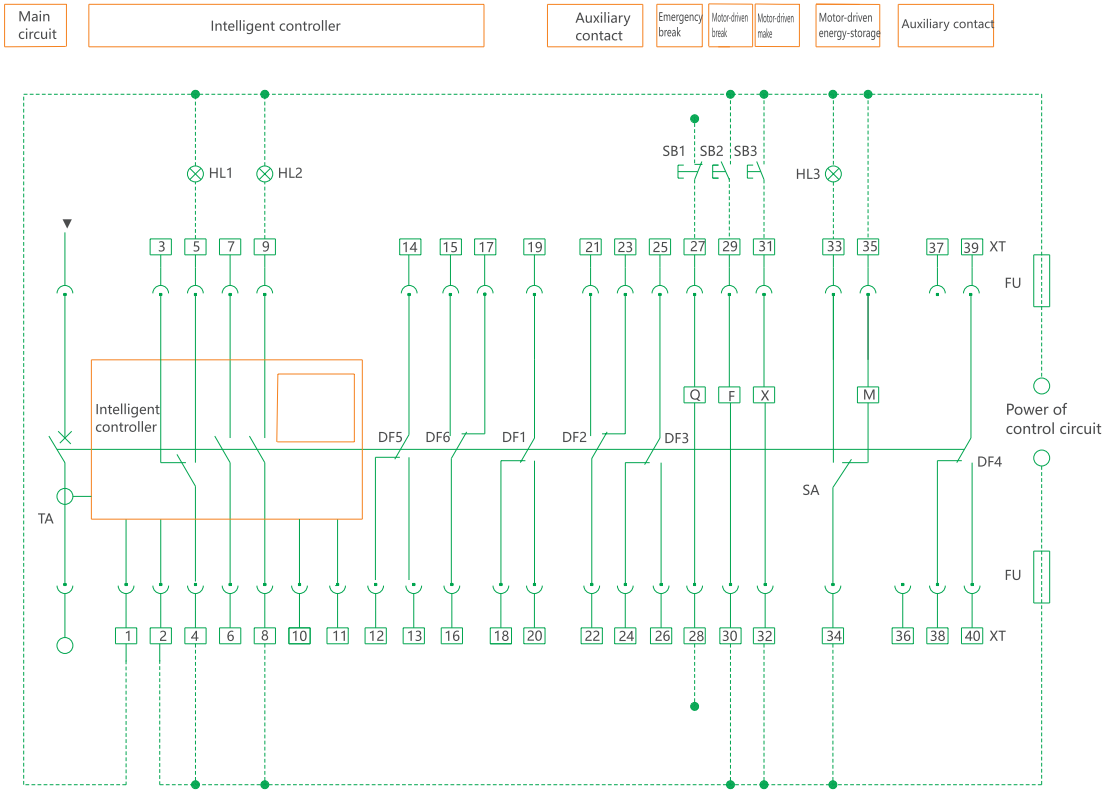 Main
circuit
Intelligent controller
Auxiliary
contact
Emergency
break
Motor-driven
break
Motor-driven
make
Motor-driven
energy-storage
Auxiliary contact
SB1 SB2 SB3
HL1 HL2 HL3
3 5 7 9 14 15 17 19 21 23 25 27 29 31 33 35 37 39 XT
FU
Q F X M
Intelligent
controller
Power of
control circuit
DF5 DF6 DF1 DF2 DF3
DF4
SA
TA
FU
1 2 4 6 8 10 11 12 13 16 18 20 22 24 26 28 30 32 34 36 38 40 XT